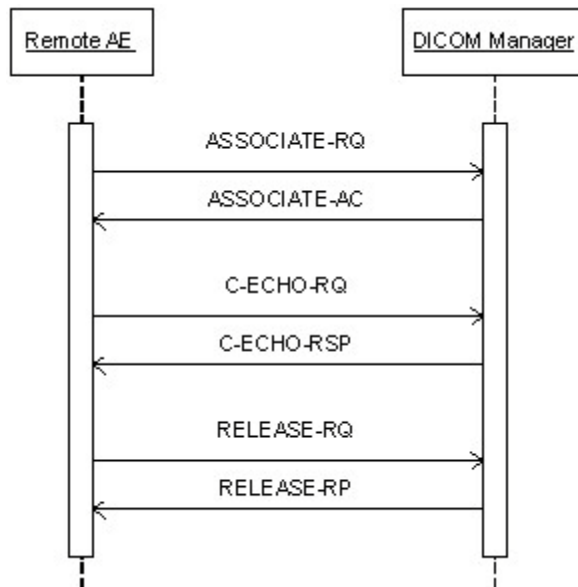 Remote AE
DICOM Manager
ASSOCIATE-RQ
ASSOCIATE-AC
C-ECHO-RQ
C-ECHO-RSP
RELEASE-RQ
RELEASE-RP